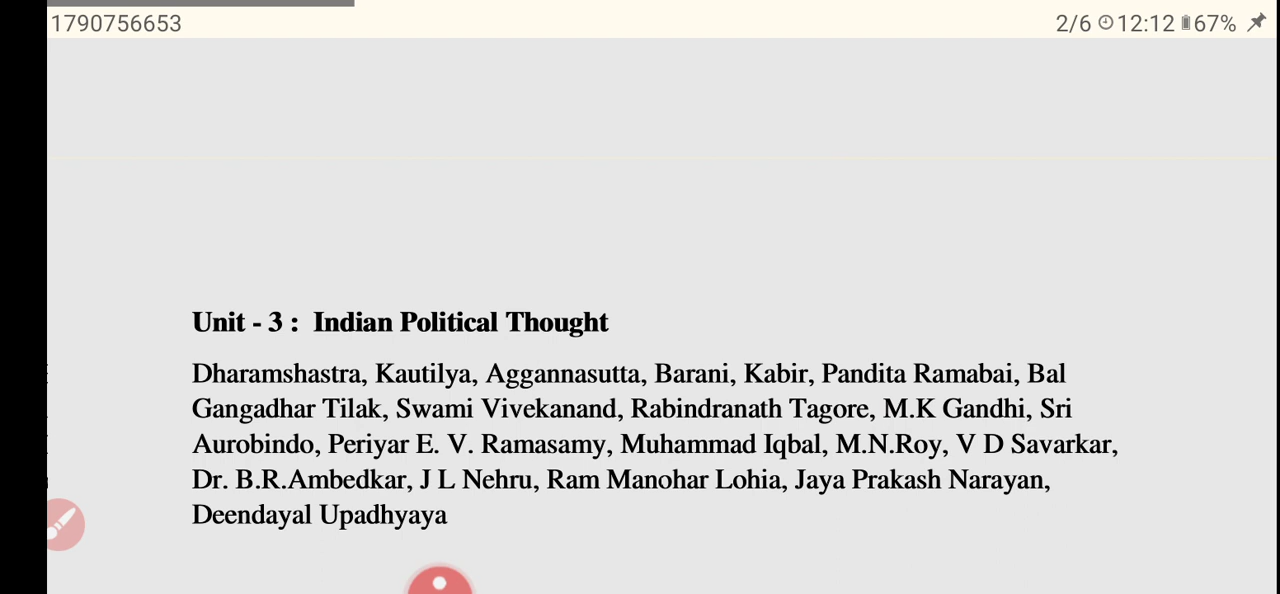 1790756653
2/6 12:12 67%
Unit - 3 : Indian Political Thought
Dharamshastra, Kautilya, Aggannasutta, Barani, Kabir, Pandita Ramabai, Bal
Gangadhar Tilak, Swami Vivekanand, Rabindranath Tagore, M.K Gandhi, Sri
Aurobindo, Periyar E. V. Ramasamy, Muhammad Iqbal, M.N.Roy, V D Savarkar,
Dr. B.R.Ambedkar, J L Nehru, Ram Manohar Lohia, Jaya Prakash Narayan,
Deendayal Upadhyaya